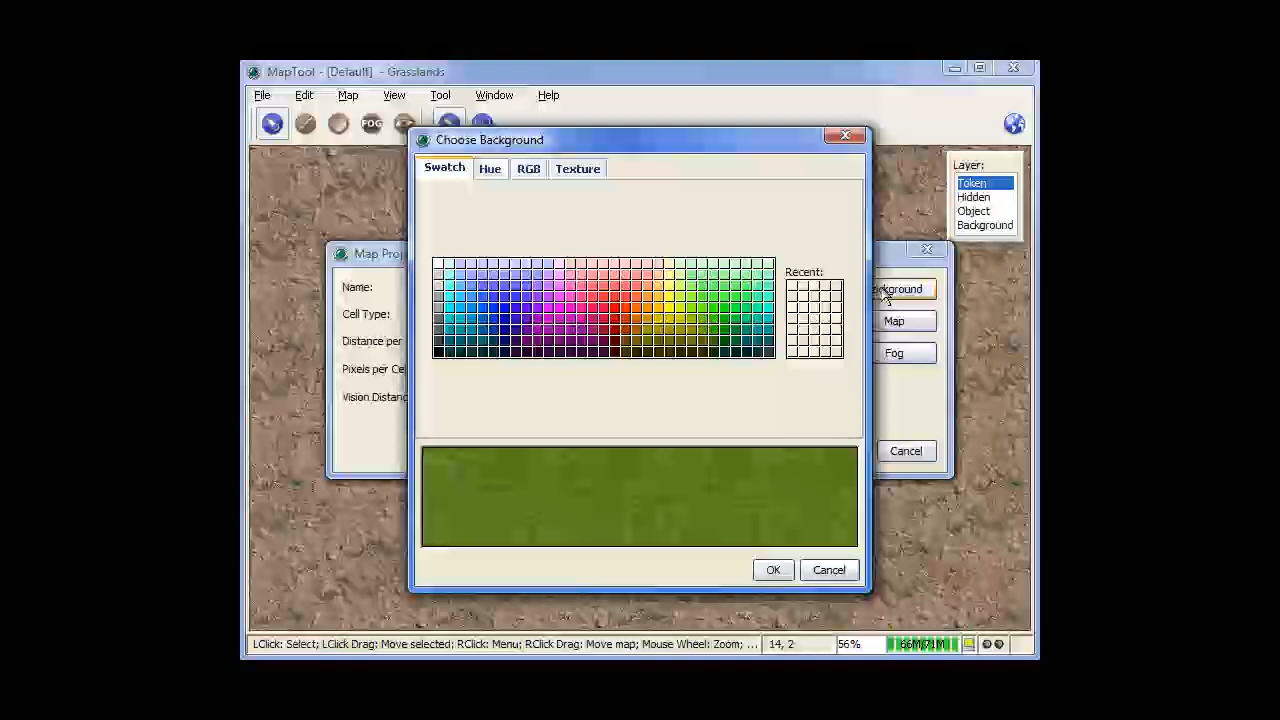 MapTool - [Default] - Grasslands
File Edit Map View Tool Window Help
FOG
Choose Background
Layer:
Swatch Hue RGB Texture
Token
Hidden
Object
Background
Map Prop
Recent:
Name:
ckground
Cell Type:
Map
Distance per
Fog
Pixels per Ce
Vision Distanc
Cancel
OK Cancel
LClick: Select; LClick Drag: Move selected; RClick: Menu; RClick Drag: Move map; Mouse Wheel: Zoom; ... 14, 2 56% 66M/71M